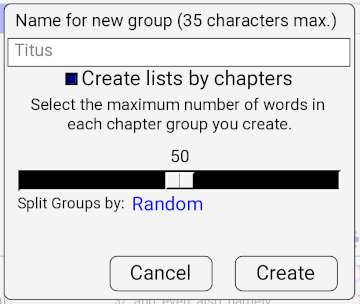 Name for new group (35 characters max.)
Titus
Create lists by chapters
Select the maximum number of words in
each chapter group you create.
50
Split Groups by: Random
Cancel Create